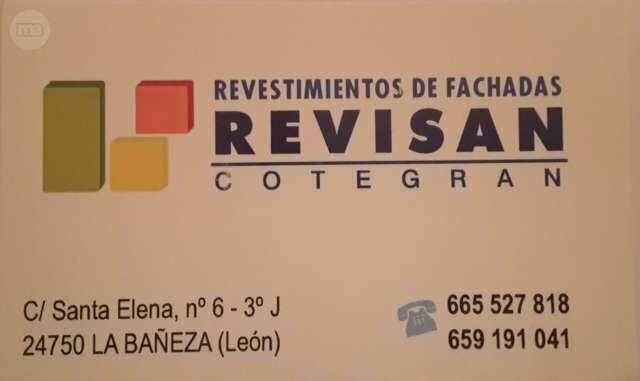 REVESTIMIENTOS DE FACHADAS
REVISAN
COTEGRAN
C/ Santa Elena, nº 6 - 3º J
24750 LA BAÑEZA (León)
665 527 818
659 191 041